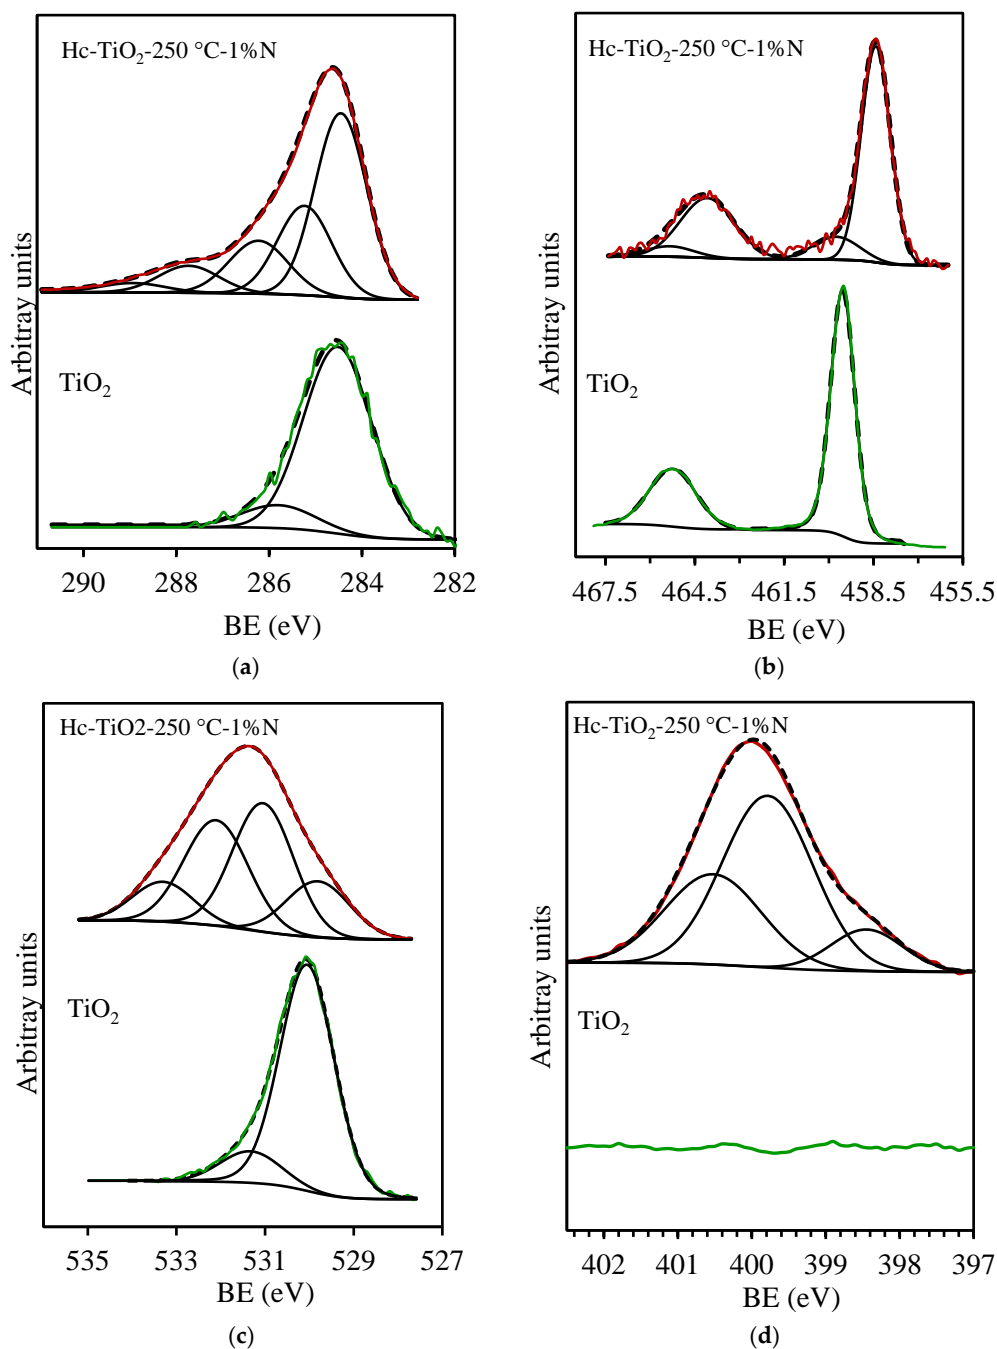 Hc-TiO2-250 °C-1%N
TiO2
Arbitray units
290 288 286 284 282
BE (eV)
(a)
Hc-TiO2-250 °C-1%N
TiO2
Arbitray units
467.5 464.5 461.5 458.5 455.5
BE (eV)
(b)
Hc-TiO2-250 °C-1%N
TiO2
Arbitray units
535 533 531 529 527
BE (eV)
(c)
Hc-TiO2-250 °C-1%N
TiO2
Arbitray units
402 401 400 399 398 397
BE (eV)
(d)